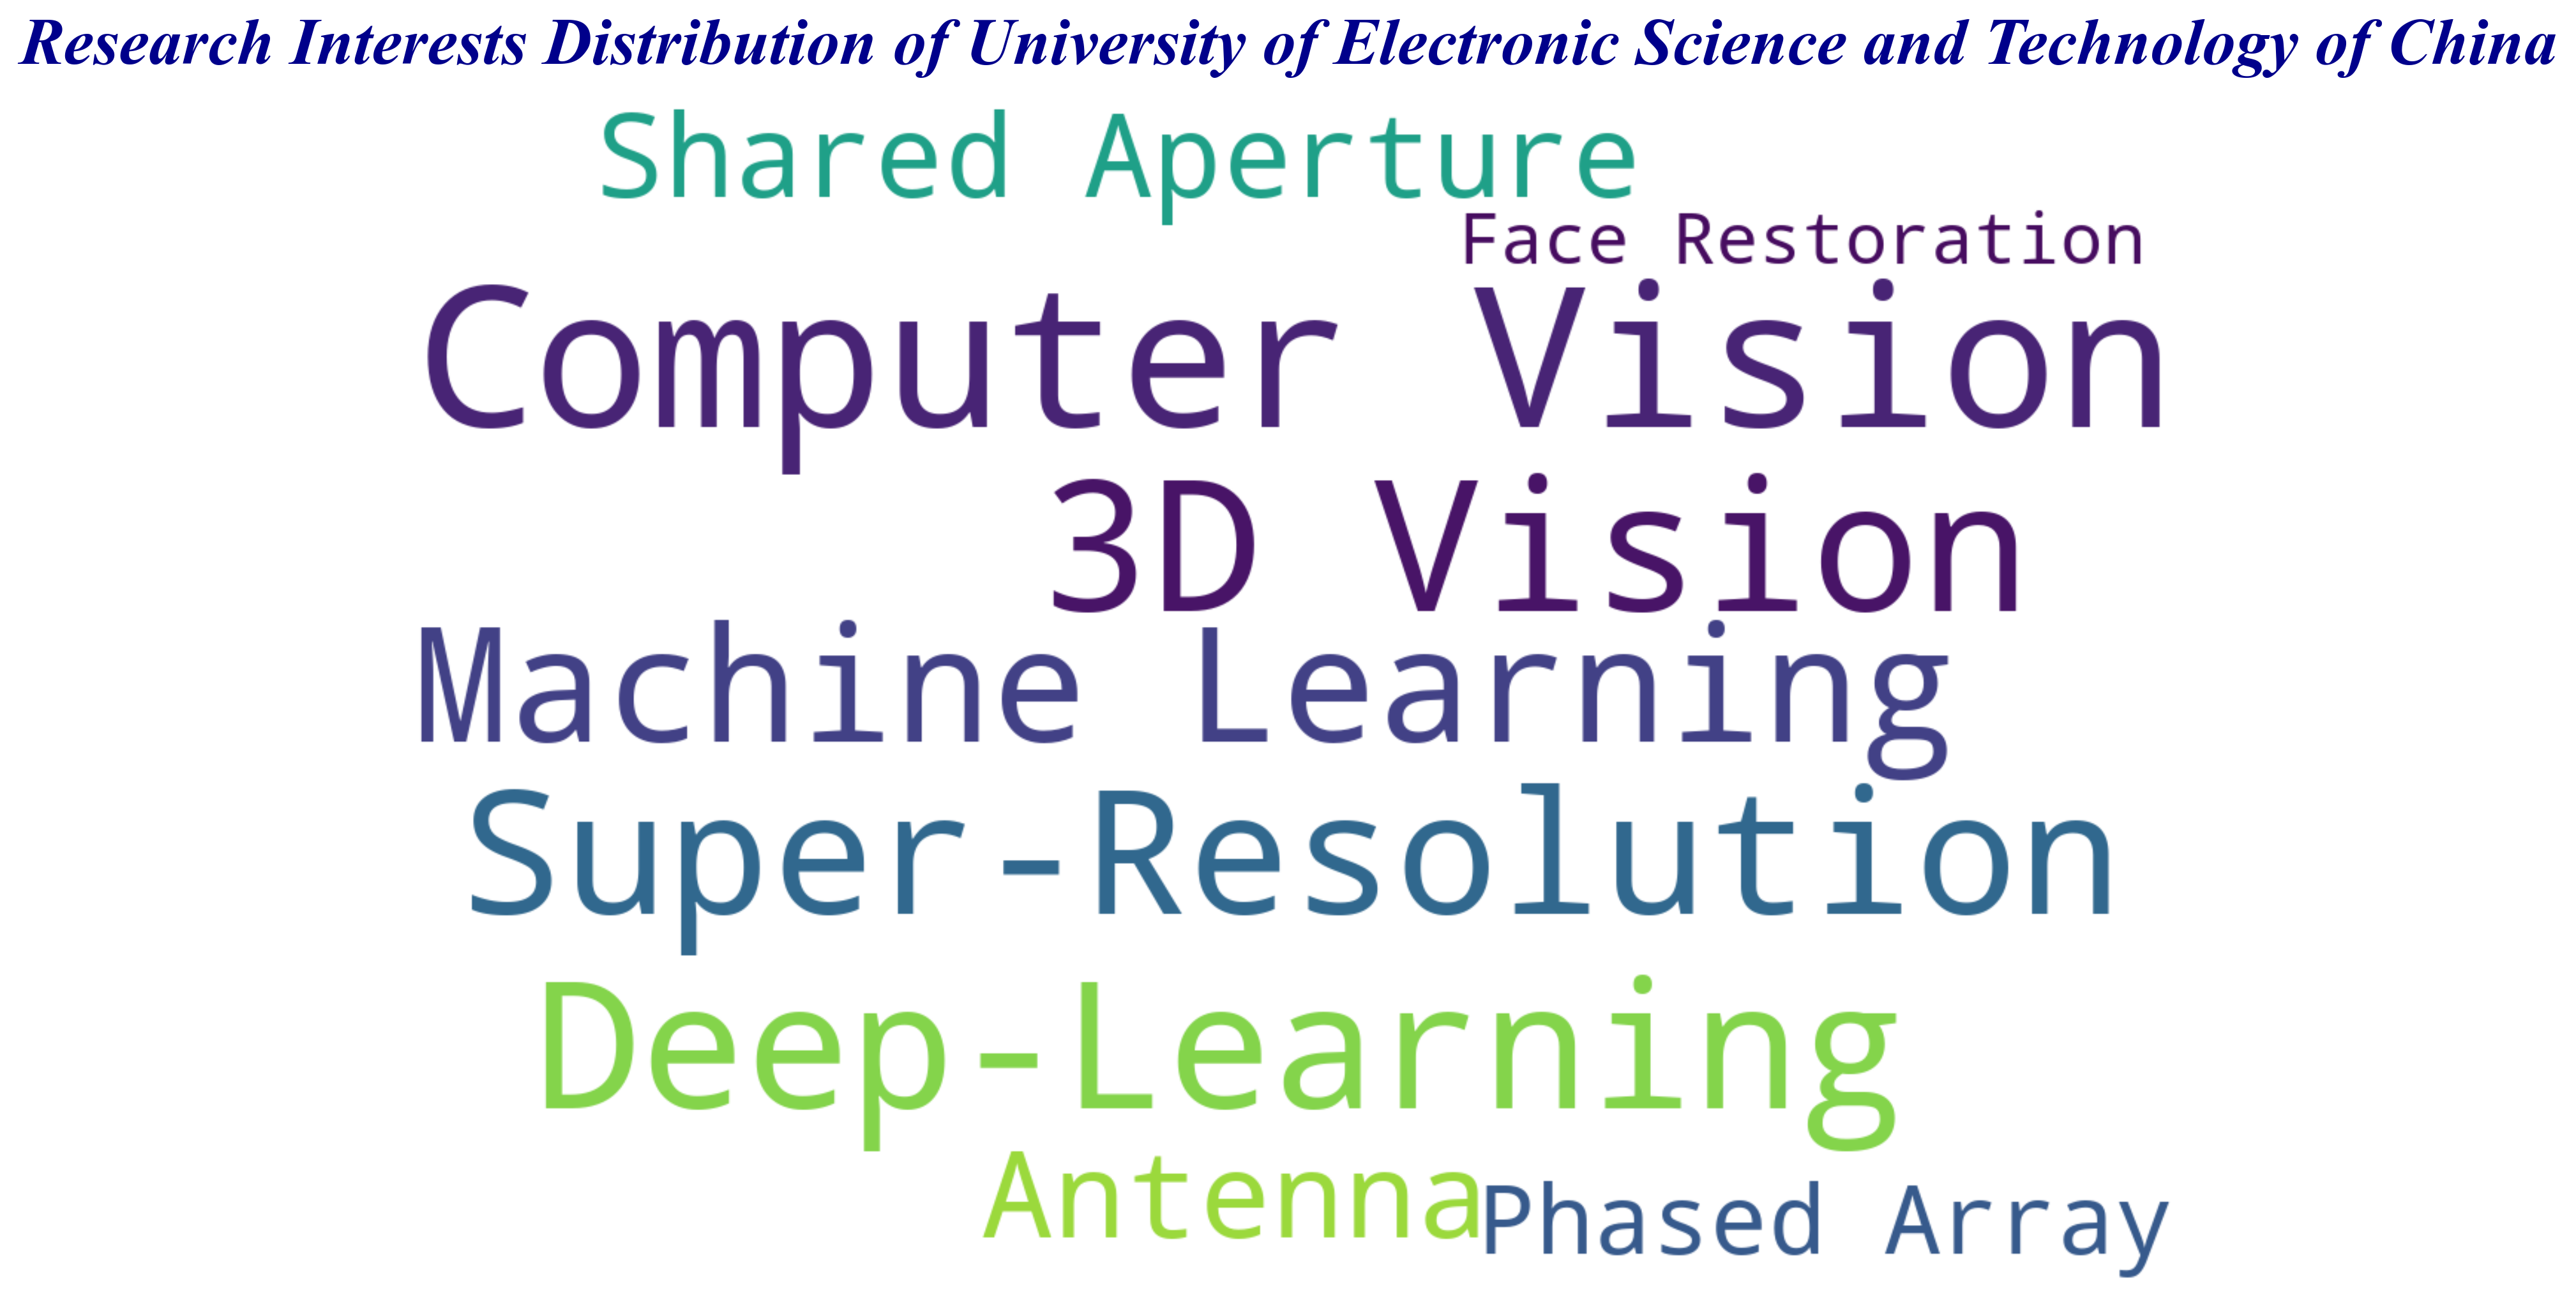 Research Interests Distribution of University of Electronic Science and Technology of China
Shared Aperture
Face Restoration
Computer Vision
3D Vision
Machine Learning
Super-Resolution
Deep-Learning
Antenna
Phased Array